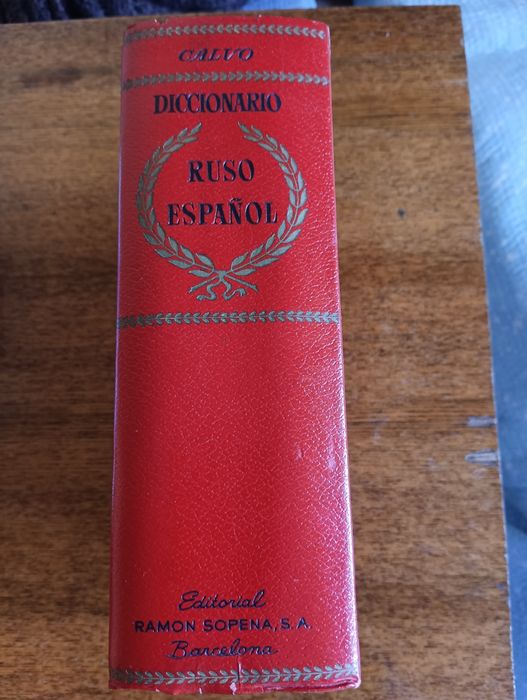 CALVO
DICCIONARIO
RUSO
ESPAÑOL
Editorial
RAMON SOPENA, S. A.
Barcelona